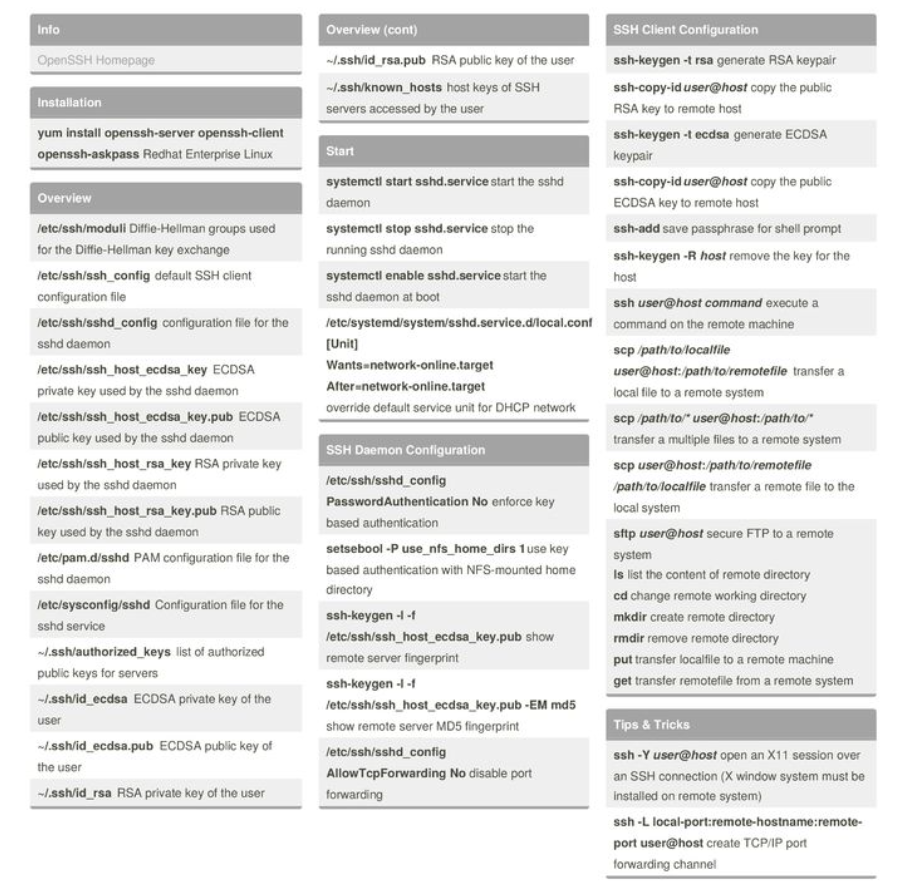 Info
OpenSSH Homepage
Installation
yum install openssh-server openssh-client
openssh-askpass Redhat Enterprise Linux
Overview
/etc/ssh/moduli Diffie-Hellman groups used
for the Diffie-Hellman key exchange
/etc/ssh/ssh_config default SSH client
configuration file
/etc/ssh/sshd_config configuration file for the
sshd daemon
/etc/ssh/ssh_host_ecdsa_key ECDSA
private key used by the sshd daemon
/etc/ssh/ssh_host_ecdsa_key.pub ECDSA
public key used by the sshd daemon
/etc/ssh/ssh_host_rsa_key RSA private key
used by the sshd daemon
/etc/ssh/ssh_host_rsa_key.pub RSA public
key used by the sshd daemon
/etc/pam.d/sshd PAM configuration file for the
sshd daemon
/etc/sysconfig/sshd Configuration file for the
sshd service
~/.ssh/authorized_keys list of authorized
public keys for servers
~/.ssh/id_ecdsa ECDSA private key of the
user
~/.ssh/id_ecdsa.pub ECDSA public key of
the user
~/.ssh/id_rsa RSA private key of the user
Overview (cont)
~/.ssh/id_rsa.pub RSA public key of the user
~/.ssh/known_hosts host keys of SSH
servers accessed by the user
Start
systemctl start sshd.service start the sshd
daemon
systemctl stop sshd.service stop the
running sshd daemon
systemctl enable sshd.service start the
sshd daemon at boot
/etc/systemd/system/sshd.service.d/local.conf
[Unit]
Wants=network-online.target
After=network-online.target
override default service unit for DHCP network
SSH Daemon Configuration
/etc/ssh/sshd_config
PasswordAuthentication No enforce key
based authentication
setsebool -P use_nfs_home_dirs 1 use key
based authentication with NFS-mounted home
directory
ssh-keygen -l -f
/etc/ssh/ssh_host_ecdsa_key.pub show
remote server fingerprint
ssh-keygen -l -f
/etc/ssh/ssh_host_ecdsa_key.pub -EM md5
show remote server MD5 fingerprint
/etc/ssh/sshd_config
AllowTcpForwarding No disable port
forwarding
SSH Client Configuration
ssh-keygen -t rsa generate RSA keypair
ssh-copy-id user@host copy the public
RSA key to remote host
ssh-keygen -t ecdsa generate ECDSA
keypair
ssh-copy-id user@host copy the public
ECDSA key to remote host
ssh-add save passphrase for shell prompt
ssh-keygen -R host remove the key for the
host
ssh user@host command execute a
command on the remote machine
scp /path/to/localfile
user@host:/path/to/remotefile transfer a
local file to a remote system
scp /path/to/* user@host:/path/to/*
transfer a multiple files to a remote system
scp user@host:/path/to/remotefile
/path/to/localfile transfer a remote file to the
local system
sftp user@host secure FTP to a remote
system
ls list the content of remote directory
cd change remote working directory
mkdir create remote directory
rmdir remove remote directory
put transfer localfile to a remote machine
get transfer remotefile from a remote system
Tips & Tricks
ssh -Y user@host open an X11 session over
an SSH connection (X window system must be
installed on remote system)
ssh -L local-port:remote-hostname:remote-
port user@host create TCP/IP port
forwarding channel